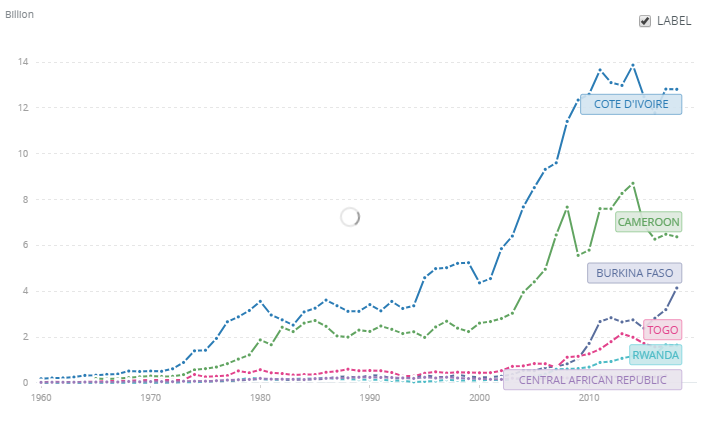 Billion
LABEL
14
12
10
8
6
4
2
0
COTE D'IVOIRE
CAMEROON
BURKINA FASO
TOGO
RWANDA
CENTRAL AFRICAN REPUBLIC
1960 1970 1980 1990 2000 2010